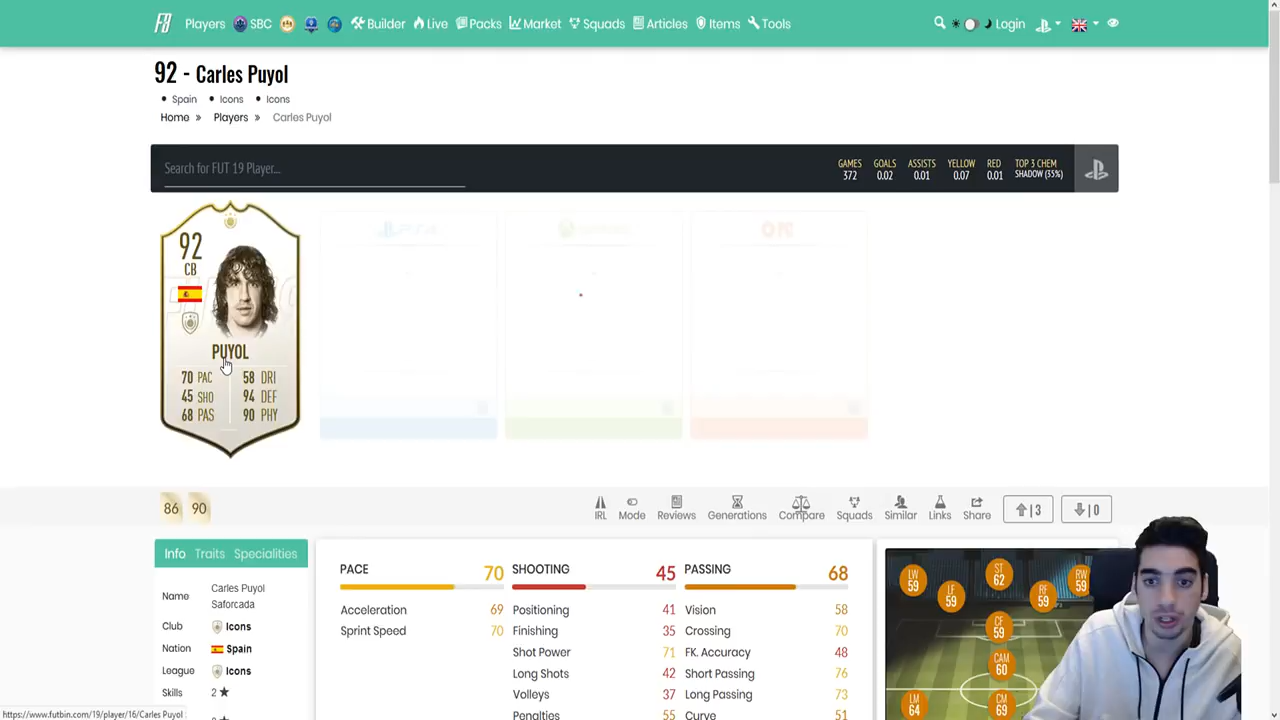 Players SBC Builder Live Packs Market Squads Articles Items Tools Login
92 - Carles Puyol
• Spain • Icons • Icons
Home » Players » Carles Puyol
Search for FUT 19 Player...
GAMES GOALS ASSISTS YELLOW RED TOP 3 CHEM
372 0.02 0.01 0.07 0.01 SHADOW (35%)
92
CB
PUYOL
70 PAC 58 DRI
45 SHO 94 DEF
68 PAS 90 PHY
PS4
PC
86 90
IRL Mode Reviews Generations Compare Squads Similar Links Share
3 0
Info Traits Specialities
Name Carles Puyol Saforcada
Club Icons
Nation Spain
League Icons
Skills 2
PACE 70
Acceleration 69
Sprint Speed 70
SHOOTING 45
Positioning 41
Finishing 35
Shot Power 71
Long Shots 42
Volleys 37
Penalties 55
PASSING 68
Vision 58
Crossing 70
FK. Accuracy 48
Short Passing 76
Long Passing 73
Curve 51
LW 59
LF 59
ST 62
RF 59
RW 59
CF 59
CAM 60
LM 64
CM 69
https://www.futbin.com/19/player/16/Carles Puyol